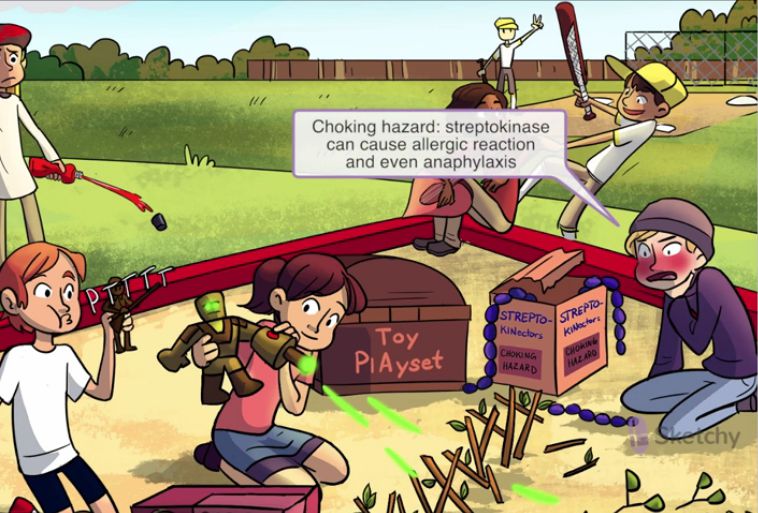 Choking hazard: streptokinase
can cause allergic reaction
and even anaphylaxis
PTTTT
Toy
PlAyset
STREPTO-
KINectors
CHOKING
HAZARD
STREPTO-
KINectors
CHOKING
HAZARD
Sketchy